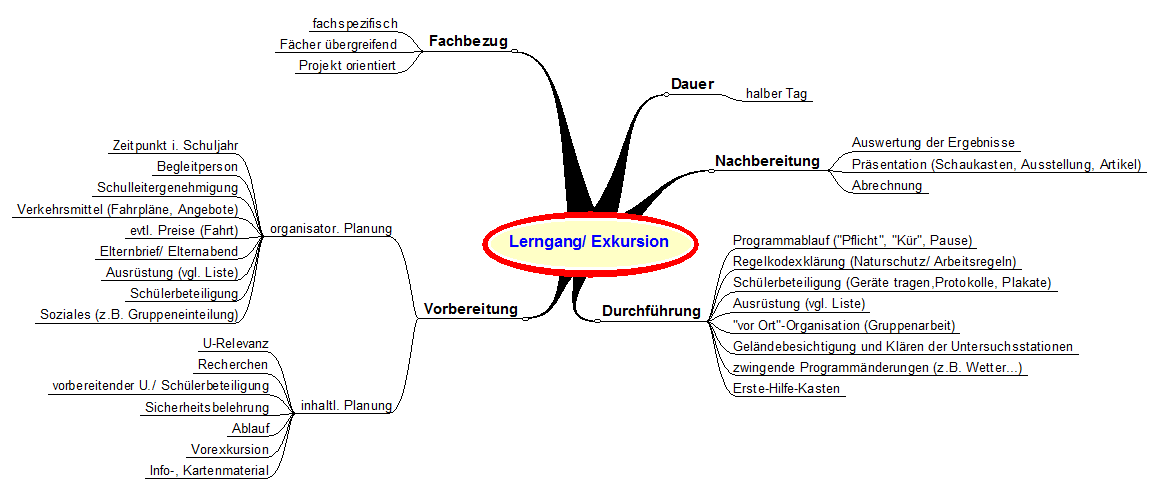 Lerngang/ Exkursion
Fachbezug
fachspezifisch
Fächer übergreifend
Projekt orientiert
Dauer
halber Tag
Nachbereitung
Auswertung der Ergebnisse
Präsentation (Schaukasten, Ausstellung, Artikel)
Abrechnung
Vorbereitung
organisator. Planung
Zeitpunkt i. Schuljahr
Begleitperson
Schulleitergenehmigung
Verkehrsmittel (Fahrpläne, Angebote)
evtl. Preise (Fahrt)
Elternbrief/ Elternabend
Ausrüstung (vgl. Liste)
Schülerbeteiligung
Soziales (z.B. Gruppeneinteilung)
inhaltl. Planung
U-Relevanz
Recherchen
vorbereitender U./ Schülerbeteiligung
Sicherheitsbelehrung
Ablauf
Vorexkursion
Info-, Kartenmaterial
Durchführung
Programmablauf ("Pflicht", "Kür", Pause)
Regelkodexklärung (Naturschutz/ Arbeitsregeln)
Schülerbeteiligung (Geräte tragen,Protokolle, Plakate)
Ausrüstung (vgl. Liste)
"vor Ort"-Organisation (Gruppenarbeit)
Geländebesichtigung und Klären der Untersuchsstationen
zwingende Programmänderungen (z.B. Wetter...)
Erste-Hilfe-Kasten